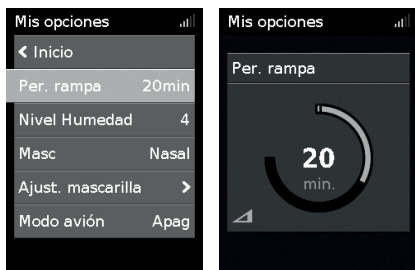 Mis opciones
Inicio
Per. rampa 20min
Nivel Humedad 4
Masc Nasal
Ajust. mascarilla
Modo avión Apag
Mis opciones
Per. rampa
20
min.